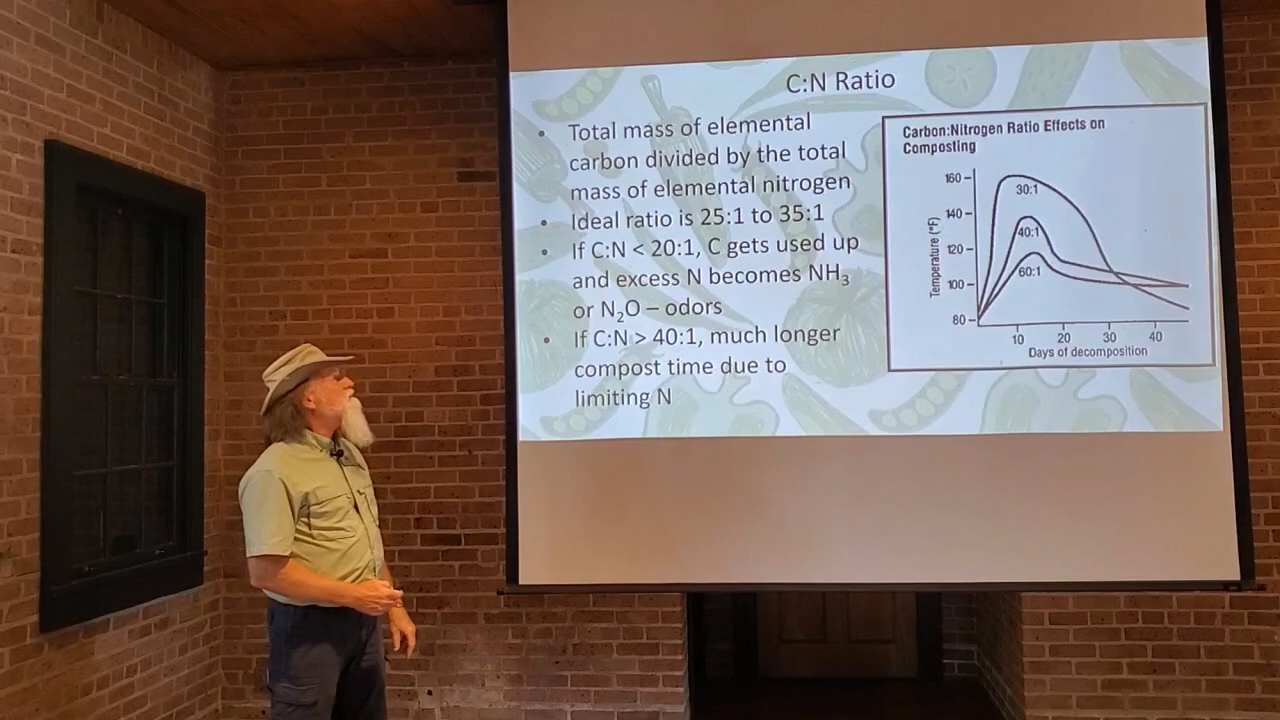 C:N Ratio
• Total mass of elemental
carbon divided by the total
mass of elemental nitrogen
• Ideal ratio is 25:1 to 35:1
• If C:N < 20:1, C gets used up
and excess N becomes NH₃
or N₂O – odors
• If C:N > 40:1, much longer
compost time due to
limiting N
Carbon:Nitrogen Ratio Effects on
Composting
Temperature (°F)
160
140
120
100
80
30:1
40:1
60:1
10 20 30 40
Days of decomposition